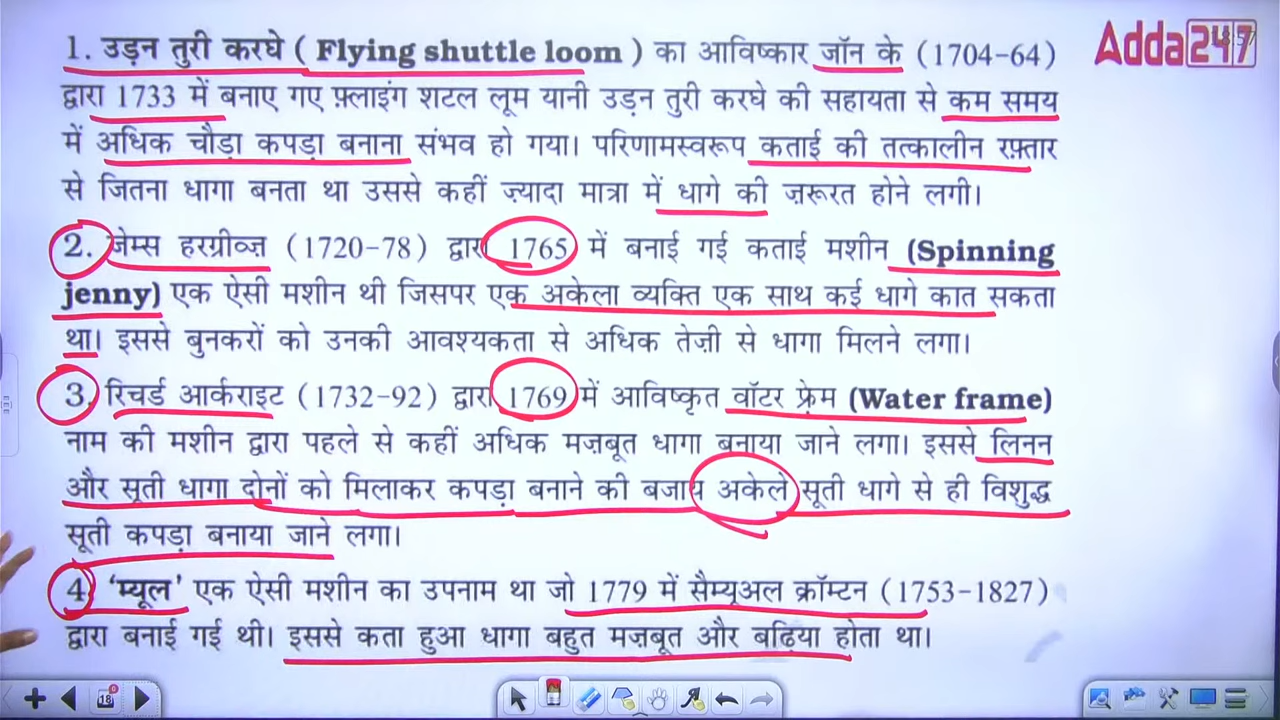 1. उड़न तुरी करघे ( Flying shuttle loom ) का आविष्कार जॉन के (1704-64)
द्वारा 1733 में बनाए गए फ़्लाइंग शटल लूम यानी उड़न तुरी करघे की सहायता से कम समय
में अधिक चौड़ा कपड़ा बनाना संभव हो गया। परिणामस्वरूप कताई की तत्कालीन रफ़्तार
से जितना धागा बनता था उससे कहीं ज़्यादा मात्रा में धागे की ज़रूरत होने लगी।
2. जेम्स हरग्रीव्ज़ (1720-78) द्वारा 1765 में बनाई गई कताई मशीन (Spinning
jenny) एक ऐसी मशीन थी जिसपर एक अकेला व्यक्ति एक साथ कई धागे कात सकता
था। इससे बुनकरों को उनकी आवश्यकता से अधिक तेज़ी से धागा मिलने लगा।
3. रिचर्ड आर्कराइट (1732-92) द्वारा 1769 में आविष्कृत वॉटर फ़्रेम (Water frame)
नाम की मशीन द्वारा पहले से कहीं अधिक मज़बूत धागा बनाया जाने लगा। इससे लिनन
और सूती धागा दोनों को मिलाकर कपड़ा बनाने की बजाय अकेले सूती धागे से ही विशुद्ध
सूती कपड़ा बनाया जाने लगा।
4. 'म्यूल' एक ऐसी मशीन का उपनाम था जो 1779 में सैम्यूअल क्रॉम्टन (1753-1827)
द्वारा बनाई गई थी। इससे कता हुआ धागा बहुत मज़बूत और बढ़िया होता था।
Adda247
18